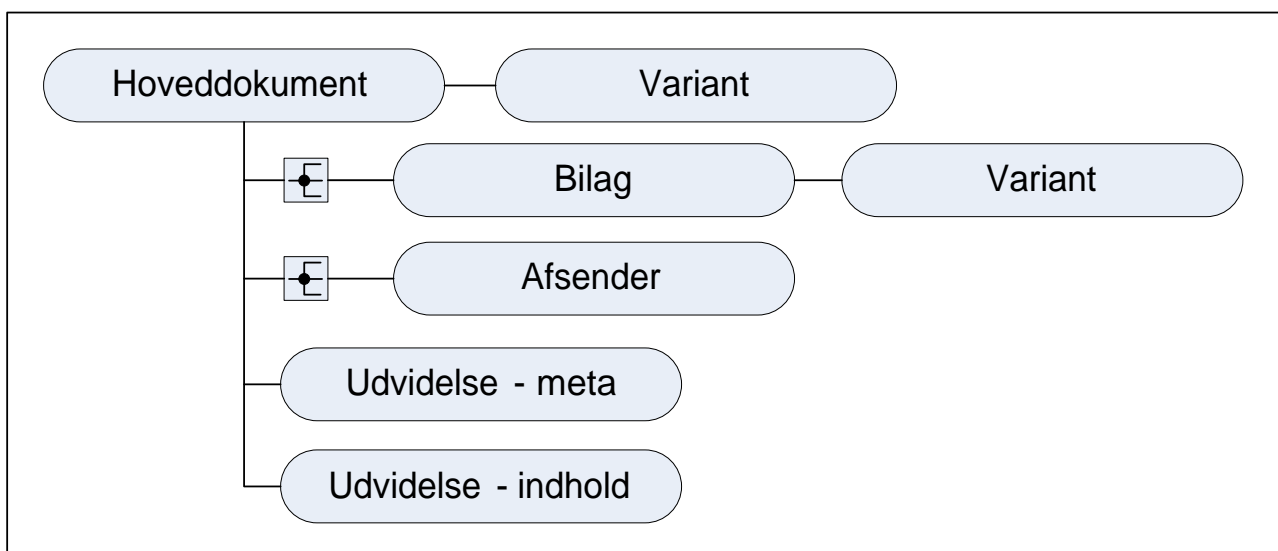 Hoveddokument
Variant
Bilag
Variant
Afsender
Udvidelse - meta
Udvidelse - indhold